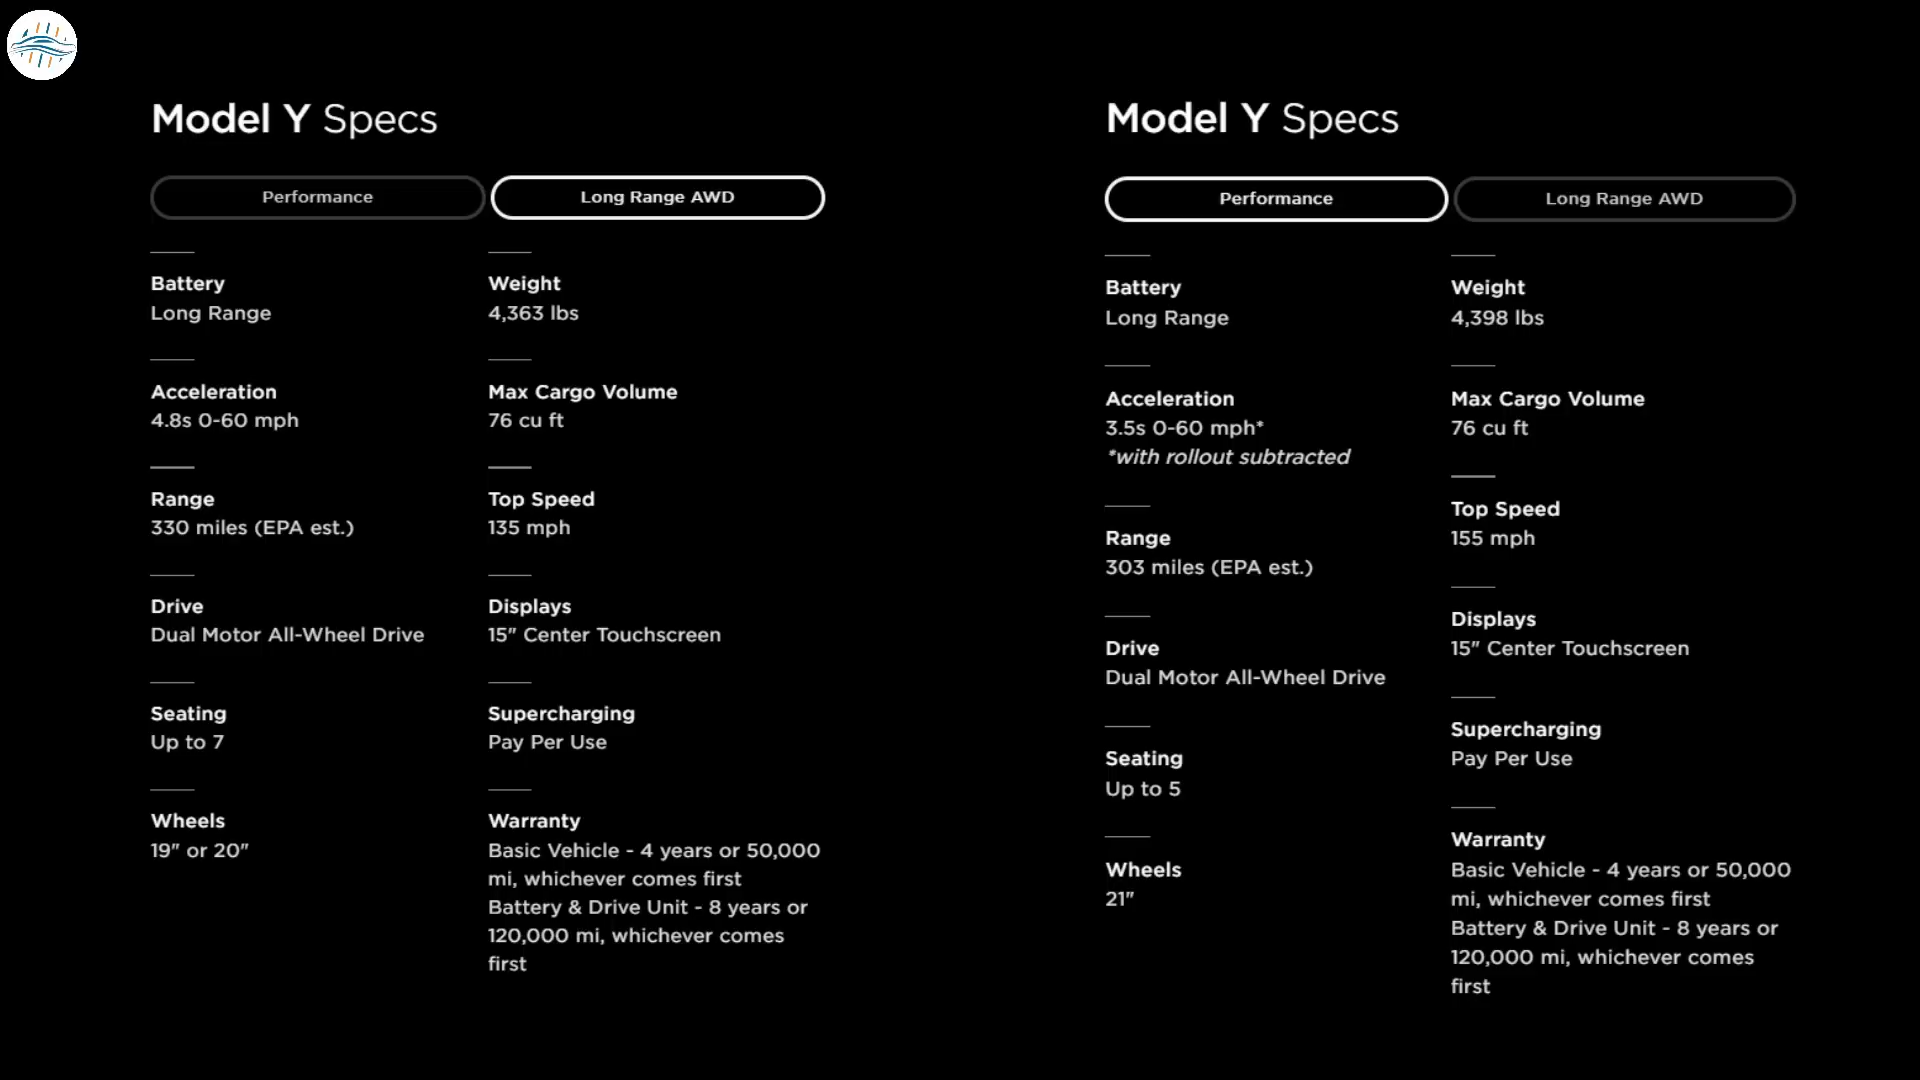 Model Y Specs
Performance
Long Range AWD
Battery
Long Range
Acceleration
4.8s 0-60 mph
Range
330 miles (EPA est.)
Drive
Dual Motor All-Wheel Drive
Seating
Up to 7
Wheels
19" or 20"
Weight
4,363 lbs
Max Cargo Volume
76 cu ft
Top Speed
135 mph
Displays
15" Center Touchscreen
Supercharging
Pay Per Use
Warranty
Basic Vehicle - 4 years or 50,000
mi, whichever comes first
Battery & Drive Unit - 8 years or
120,000 mi, whichever comes
first
Model Y Specs
Performance
Long Range AWD
Battery
Long Range
Acceleration
3.5s 0-60 mph*
*with rollout subtracted
Range
303 miles (EPA est.)
Drive
Dual Motor All-Wheel Drive
Seating
Up to 5
Wheels
21"
Weight
4,398 lbs
Max Cargo Volume
76 cu ft
Top Speed
155 mph
Displays
15" Center Touchscreen
Supercharging
Pay Per Use
Warranty
Basic Vehicle - 4 years or 50,000
mi, whichever comes first
Battery & Drive Unit - 8 years or
120,000 mi, whichever comes
first